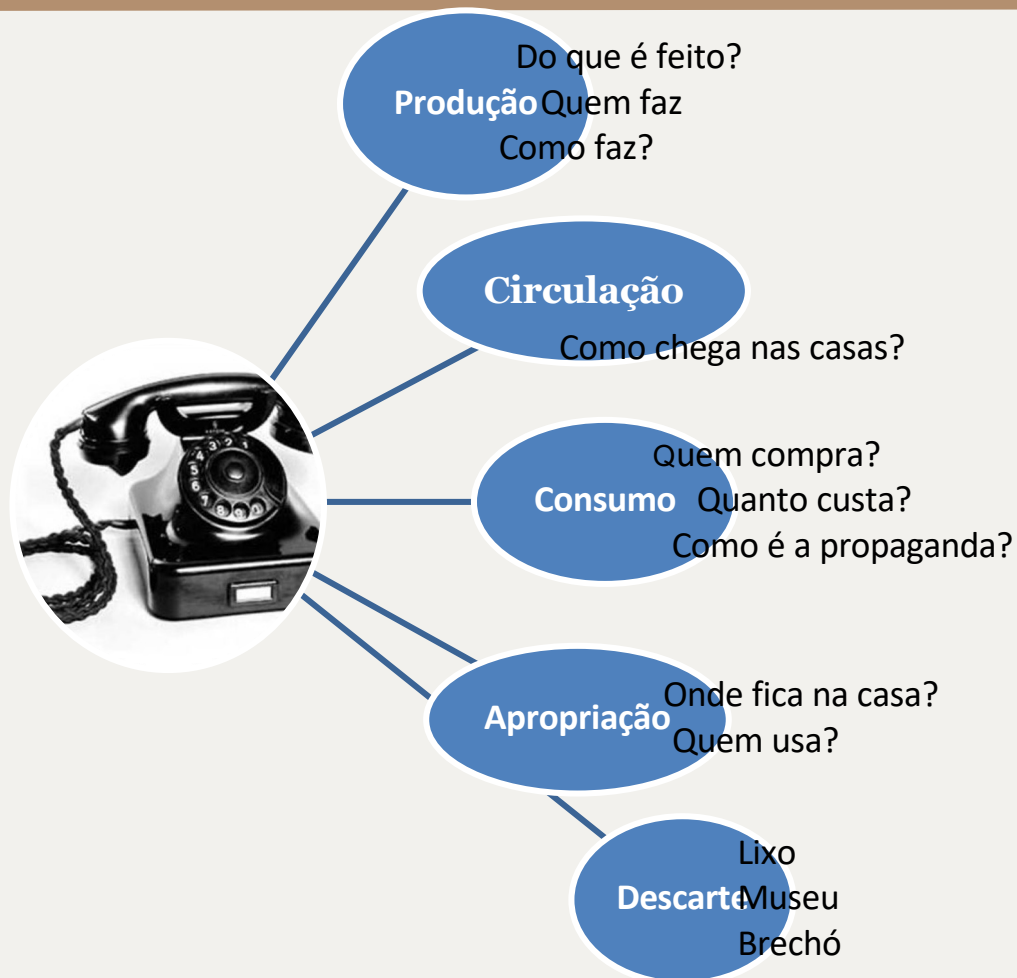 Do que é feito?
Produção Quem faz
Como faz?
Circulação
Como chega nas casas?
Quem compra?
Consumo Quanto custa?
Como é a propaganda?
Onde fica na casa?
Apropriação
Quem usa?
Lixo
Descarte Museu
Brechó